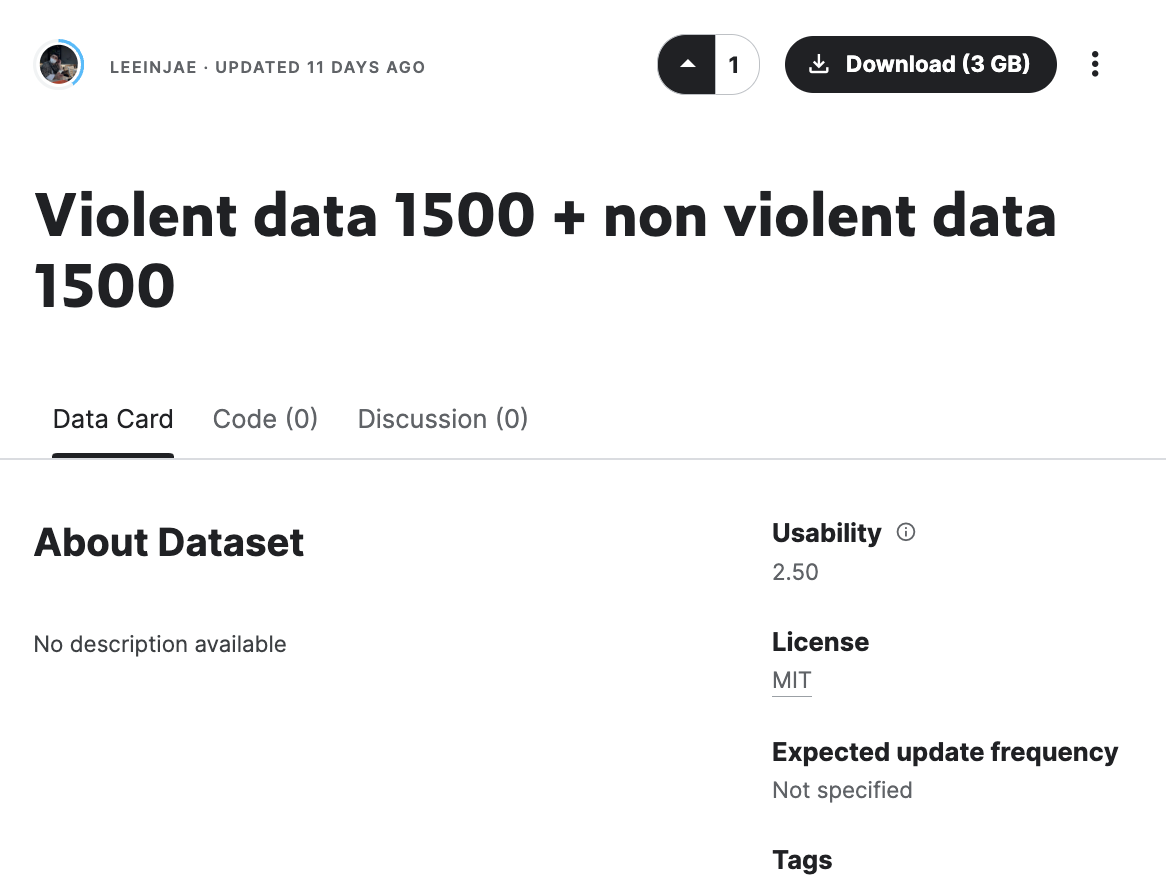 LEEINJAE · UPDATED 11 DAYS AGO
1
Download (3 GB)
Violent data 1500 + non violent data
1500
Data Card
Code (0)
Discussion (0)
About Dataset
No description available
Usability
2.50
License
MIT
Expected update frequency
Not specified
Tags